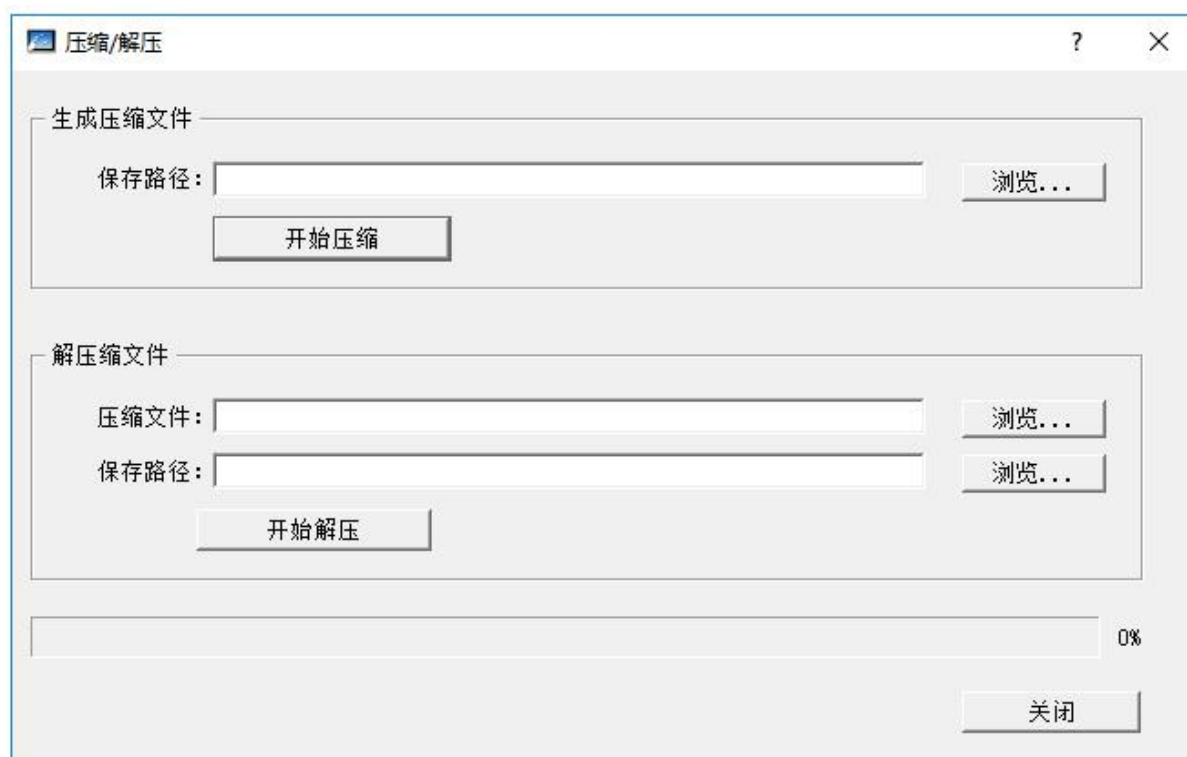 压缩/解压 ?
生成压缩文件
保存路径: 浏览...
开始压缩
解压缩文件
压缩文件: 浏览...
保存路径: 浏览...
开始解压
0%
关闭